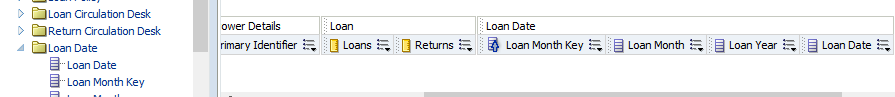 Loan Circulation Desk
Return Circulation Desk
Loan Date
Loan Date
Loan Month Key
ower Details Loan Loan Date
rimary Identifier Loans Returns Loan Month Key Loan Month Loan Year Loan Date